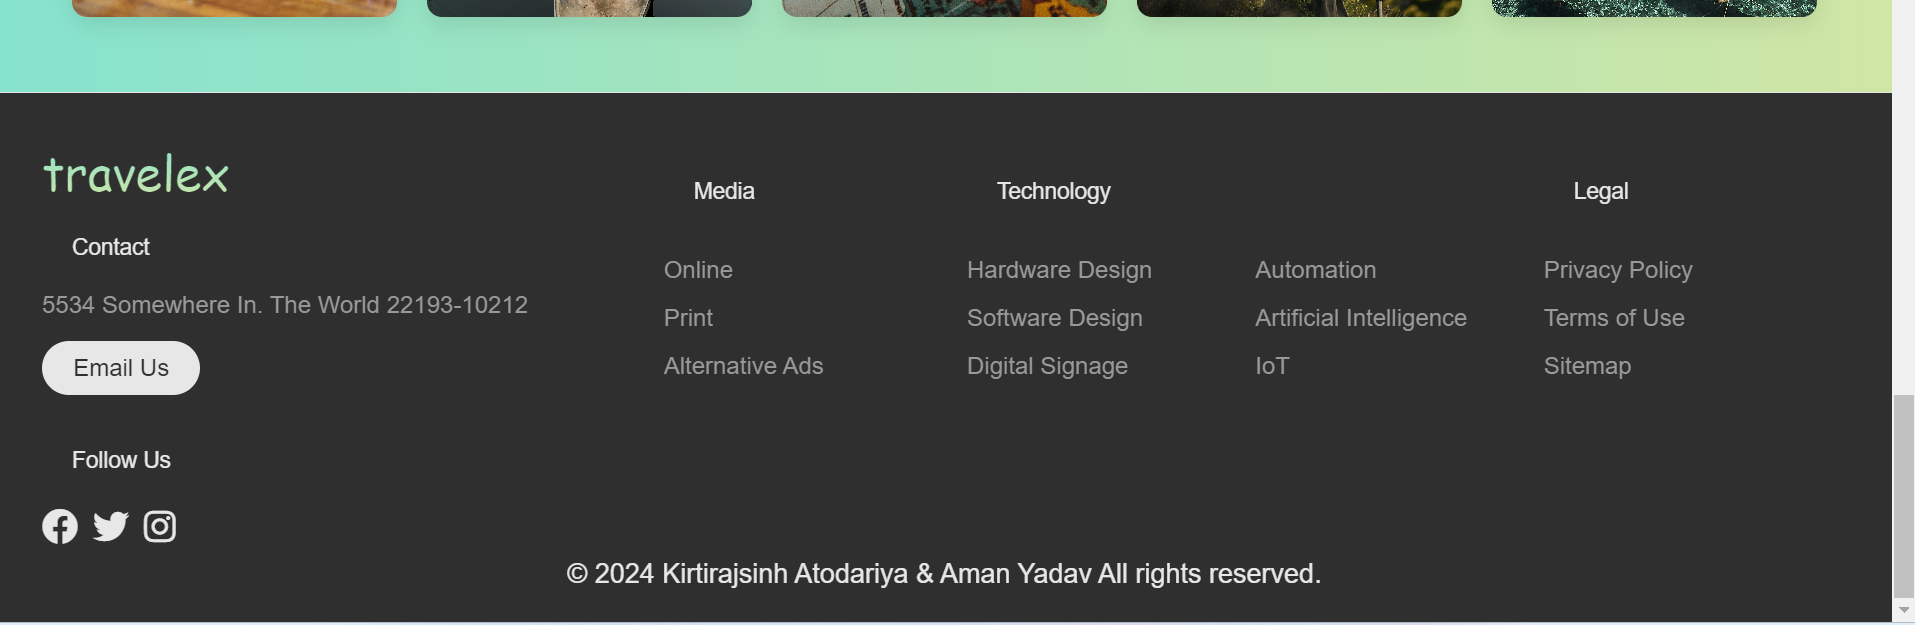 travelex
Contact
5534 Somewhere In. The World 22193-10212
Email Us
Follow Us
Media
Online
Print
Alternative Ads
Technology
Hardware Design
Software Design
Digital Signage
Automation
Artificial Intelligence
IoT
Legal
Privacy Policy
Terms of Use
Sitemap
© 2024 Kirtirajsinh Atodariya & Aman Yadav All rights reserved.